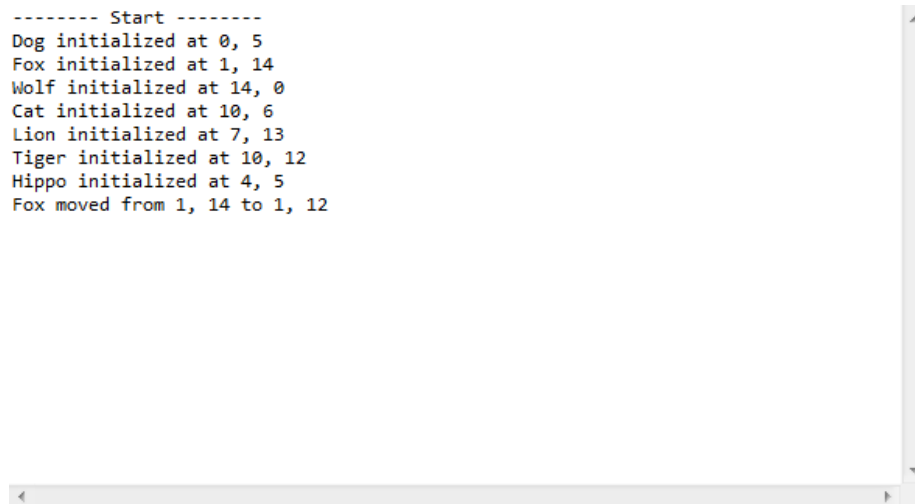 -------- Start --------
Dog initialized at 0, 5
Fox initialized at 1, 14
Wolf initialized at 14, 0
Cat initialized at 10, 6
Lion initialized at 7, 13
Tiger initialized at 10, 12
Hippo initialized at 4, 5
Fox moved from 1, 14 to 1, 12